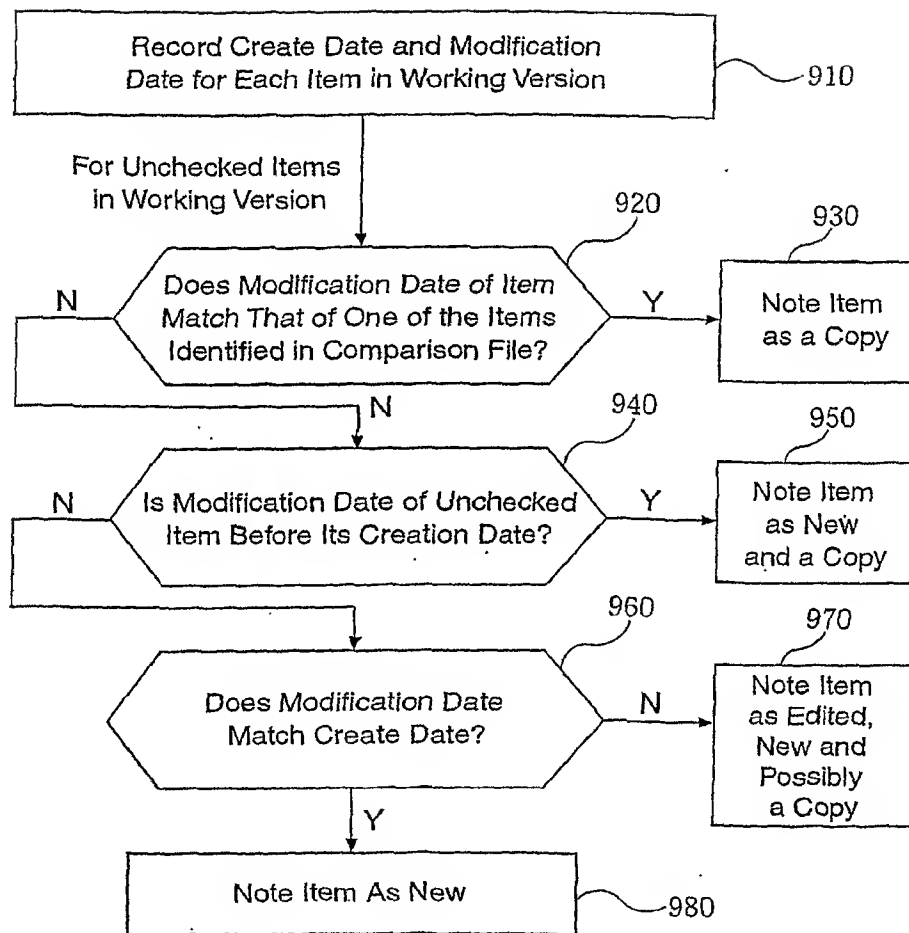 Record Create Date and Modification
Date for Each Item in Working Version
910
For Unchecked Items
in Working Version
920
930
N
Does Modification Date of Item
Match That of One of the Items
Identified in Comparison File?
Y
Note Item
as a Copy
N
940
950
N
Is Modification Date of Unchecked
Item Before Its Creation Date?
Y
Note Item
as New
and a Copy
960
970
Does Modification Date
Match Create Date?
N
Note Item
as Edited,
New and
Possibly
a Copy
Y
Note Item As New
980